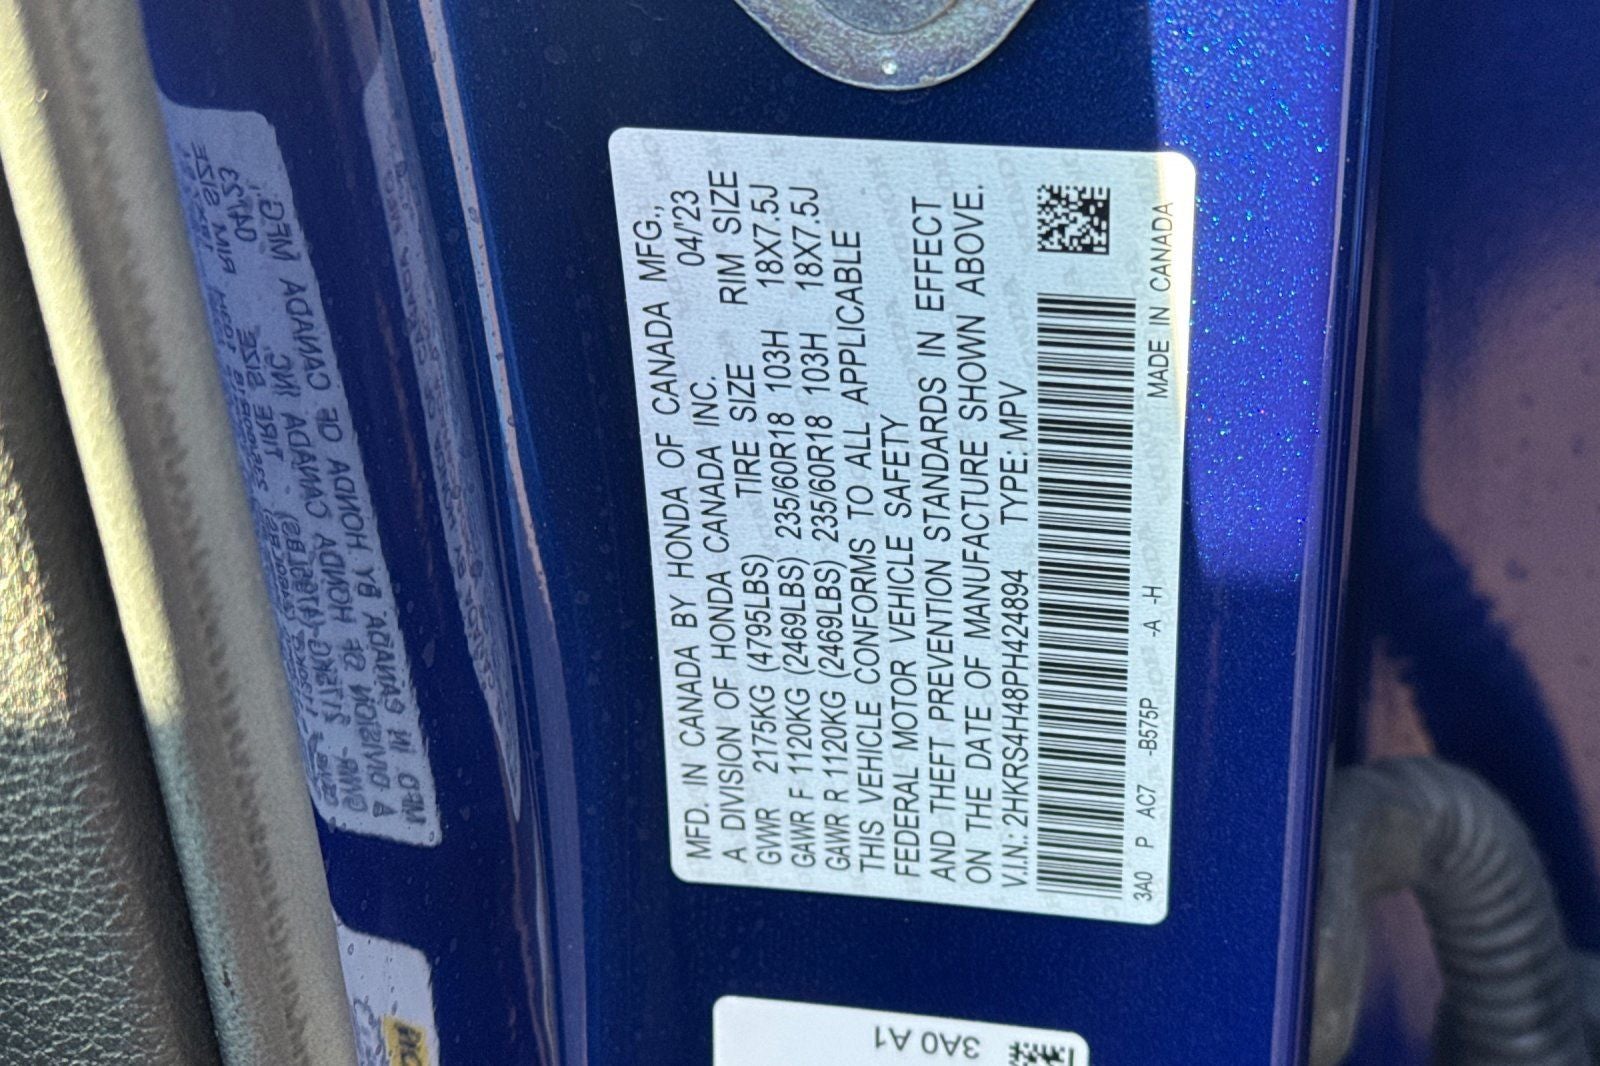 MFD. IN CANADA BY HONDA OF CANADA MFG.,
A DIVISION OF HONDA CANADA INC. 04/'23
GVWR 2175KG (4795LBS) TIRE SIZE RIM SIZE
GAWR F 1120KG (2469LBS) 235/60R18 103H 18X7.5J
GAWR R 1120KG (2469LBS) 235/60R18 103H 18X7.5J
THIS VEHICLE CONFORMS TO ALL APPLICABLE
FEDERAL MOTOR VEHICLE SAFETY
AND THEFT PREVENTION STANDARDS IN EFFECT
ON THE DATE OF MANUFACTURE SHOWN ABOVE.
V.I.N.: 2HKRS4H48PH424894 TYPE: MPV
3A0 P AC7 -B575P -A -H MADE IN CANADA
3A0 A1